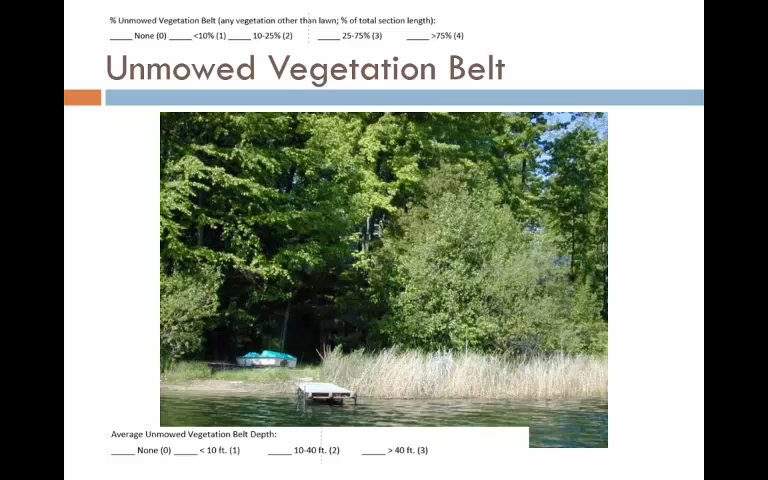 % Unmowed Vegetation Belt (any vegetation other than lawn; % of total section length):
_____ None (0) _____ <10% (1) _____ 10-25% (2) _____ 25-75% (3) _____ >75% (4)
Unmowed Vegetation Belt
Average Unmowed Vegetation Belt Depth:
_____ None (0) _____ < 10 ft. (1) _____ 10-40 ft. (2) _____ > 40 ft. (3)